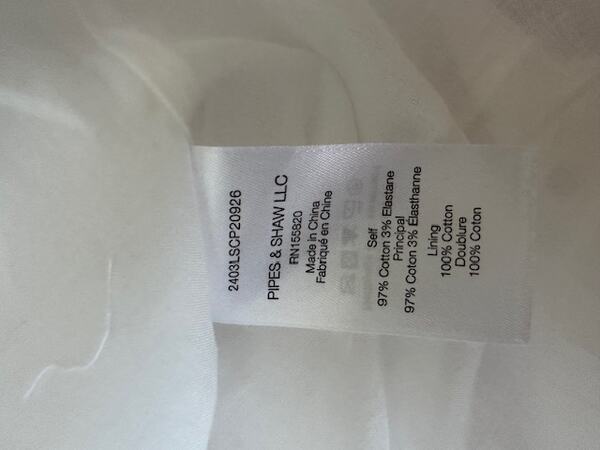 2403LSCP20926
PIPES & SHAW LLC
RN155820
Made in China
Fabriqué en Chine
Self
97% Cotton 3% Elastane
Principal
97% Coton 3% Élasthanne
Lining
100% Cotton
Doublure
100% Coton